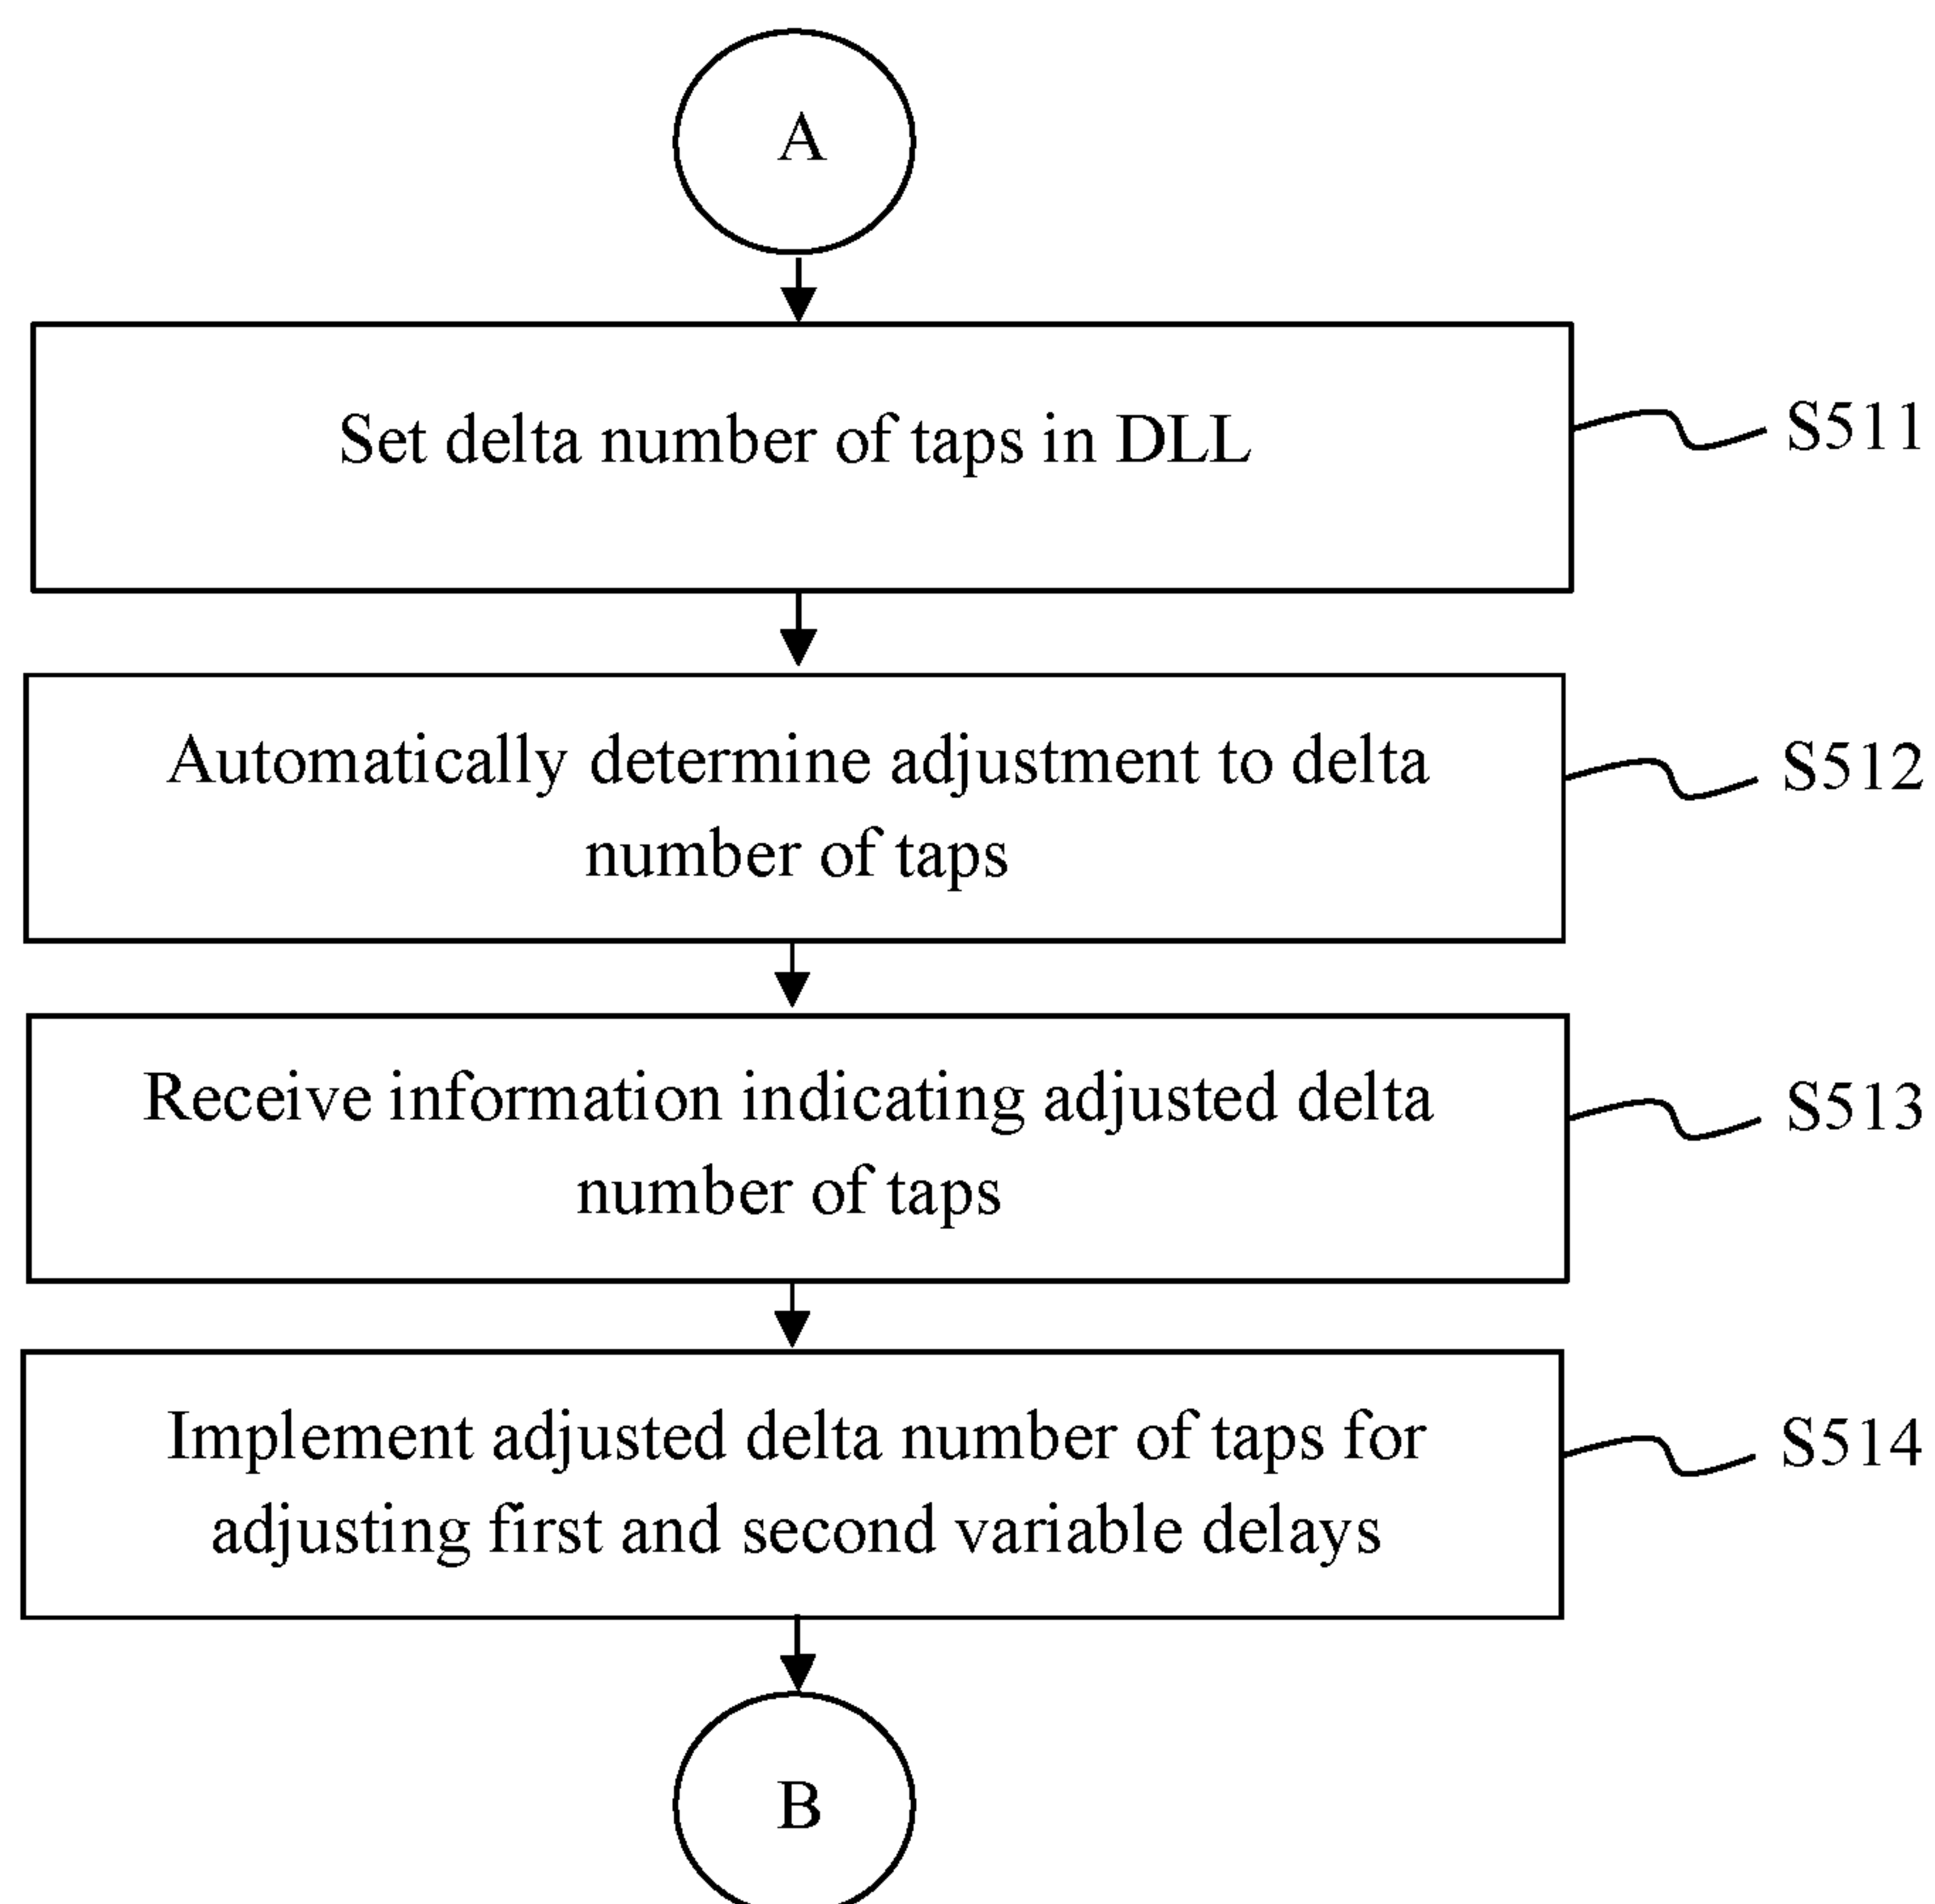 A
Set delta number of taps in DLL
S511
Automatically determine adjustment to delta
number of taps
S512
Receive information indicating adjusted delta
number of taps
S513
Implement adjusted delta number of taps for
adjusting first and second variable delays
S514
B